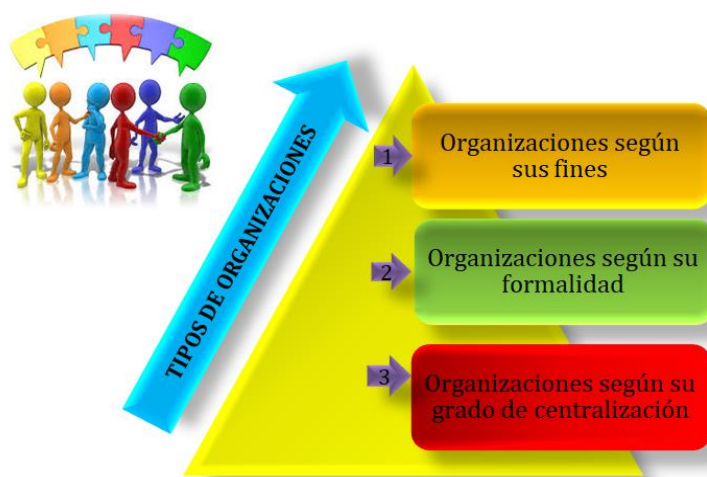 TIPOS DE ORGANIZACIONES
1
Organizaciones según
sus fines
2
Organizaciones según su
formalidad
3
Organizaciones según su
grado de centralización